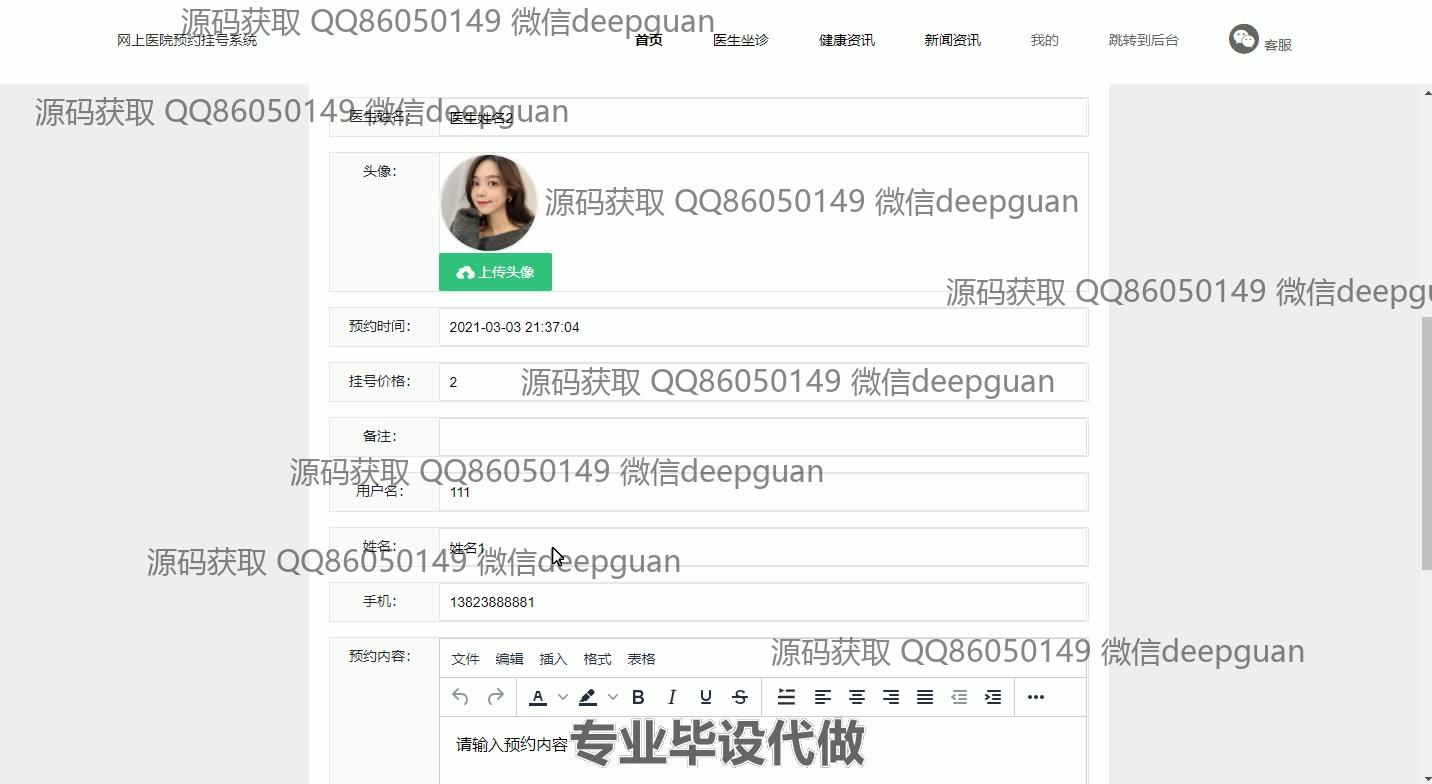 源码获取 QQ86050149 微信deepguan
网上医院预约挂号系统
首页 医生坐诊 健康资讯 新闻资讯 我的 跳转到后台 客服
源码获取 QQ86050149 微信deepguan
医生姓名: 医生姓名2
头像:
源码获取 QQ86050149 微信deepguan
上传头像
源码获取 QQ86050149 微信deepgu
预约时间: 2021-03-03 21:37:04
挂号价格: 2
源码获取 QQ86050149 微信deepguan
备注:
源码获取 QQ86050149 微信deepguan
用户名: 111
姓名: 姓名1
源码获取 QQ86050149 微信deepguan
手机: 13823888881
预约内容:
源码获取 QQ86050149 微信deepguan
文件 编辑 插入 格式 表格
A B I U S
请输入预约内容
专业毕设代做